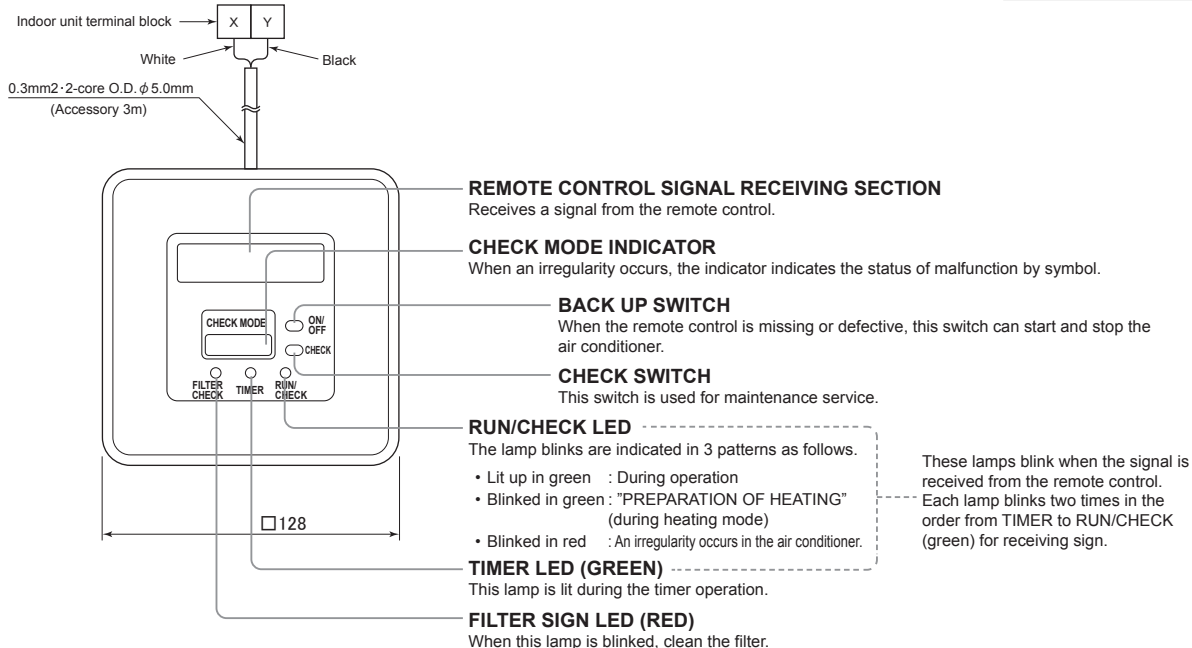 Indoor unit terminal block
X Y
White
Black
0.3mm2·2-core O.D. ϕ 5.0mm
(Accessory 3m)
REMOTE CONTROL SIGNAL RECEIVING SECTION
Receives a signal from the remote control.
CHECK MODE INDICATOR
When an irregularity occurs, the indicator indicates the status of malfunction by symbol.
BACK UP SWITCH
When the remote control is missing or defective, this switch can start and stop the
air conditioner.
CHECK SWITCH
This switch is used for maintenance service.
CHECK MODE
ON/
OFF
CHECK
FILTER
CHECK
TIMER
RUN/
CHECK
RUN/CHECK LED
The lamp blinks are indicated in 3 patterns as follows.
• Lit up in green : During operation
• Blinked in green : ”PREPARATION OF HEATING”
(during heating mode)
• Blinked in red : An irregularity occurs in the air conditioner.
These lamps blink when the signal is
received from the remote control.
Each lamp blinks two times in the
order from TIMER to RUN/CHECK
(green) for receiving sign.
□128
TIMER LED (GREEN)
This lamp is lit during the timer operation.
FILTER SIGN LED (RED)
When this lamp is blinked, clean the filter.